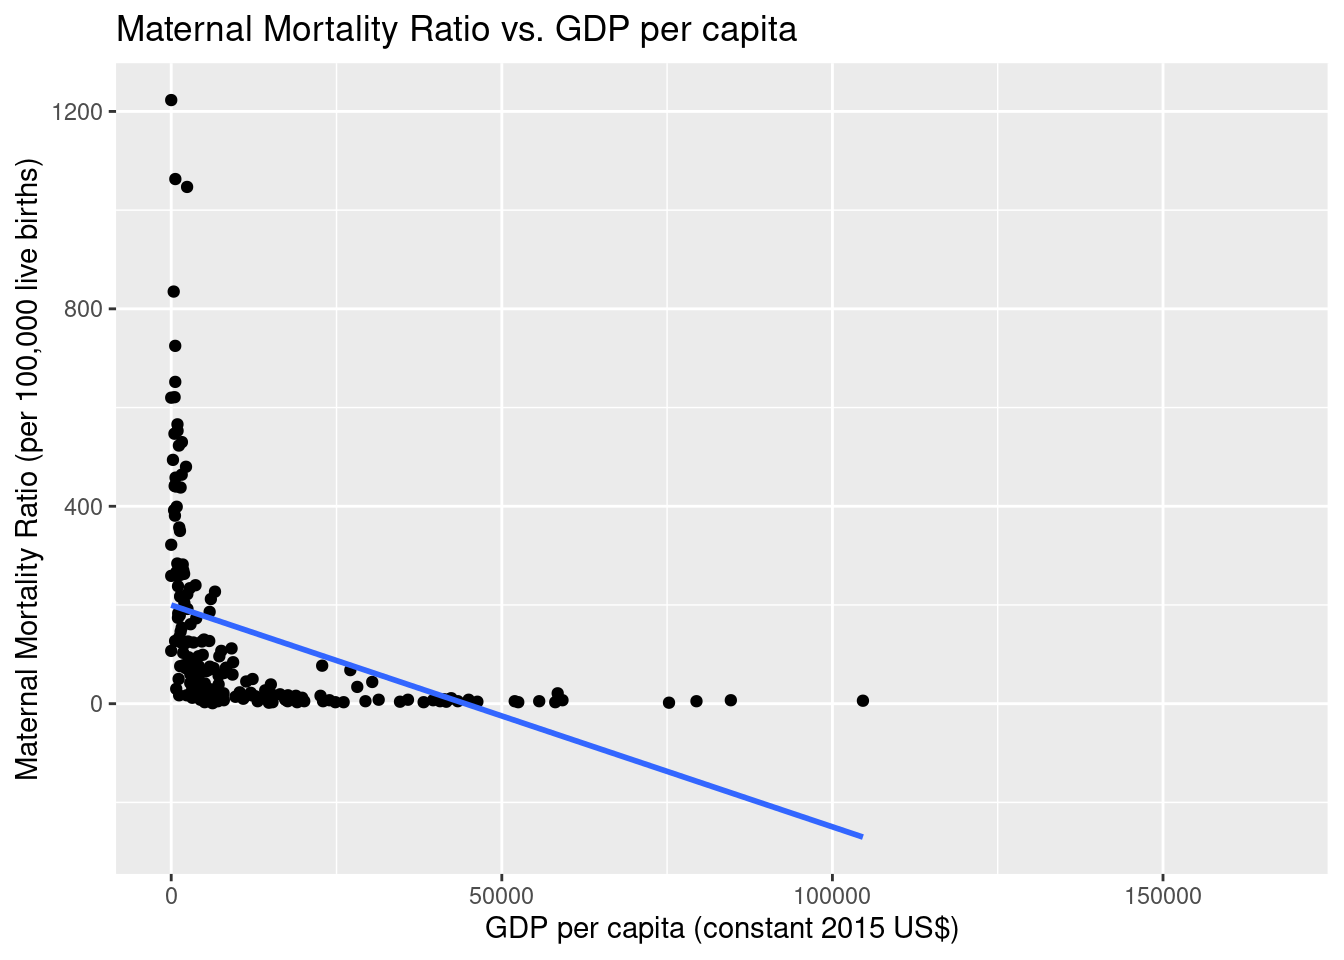 Maternal Mortality Ratio vs. GDP per capita
Maternal Mortality Ratio (per 100,000 live births)
1200
800
400
0
0 50000 100000 150000
GDP per capita (constant 2015 US$)